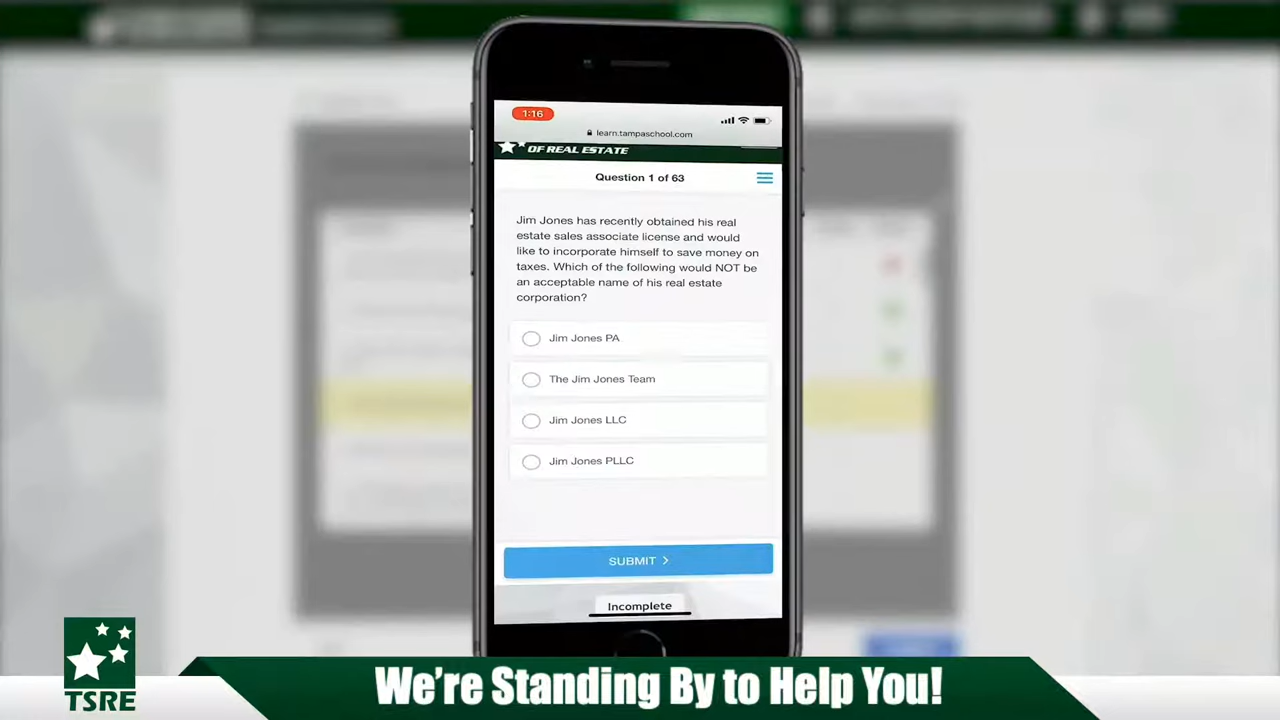 1:16
learn.tampaschool.com
OF REAL ESTATE
Question 1 of 63
Jim Jones has recently obtained his real
estate sales associate license and would
like to incorporate himself to save money on
taxes. Which of the following would NOT be
an acceptable name of his real estate
corporation?
Jim Jones PA
The Jim Jones Team
Jim Jones LLC
Jim Jones PLLC
SUBMIT >
Incomplete
TSRE
We're Standing By to Help You!